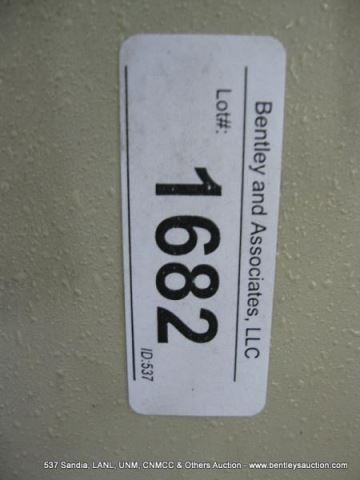 Bentley and Associates, LLC
Lot#:
1682
ID:537
537 Sandia, LANL, UNM, CNMCC & Others Auction - www.bentleysauction.com